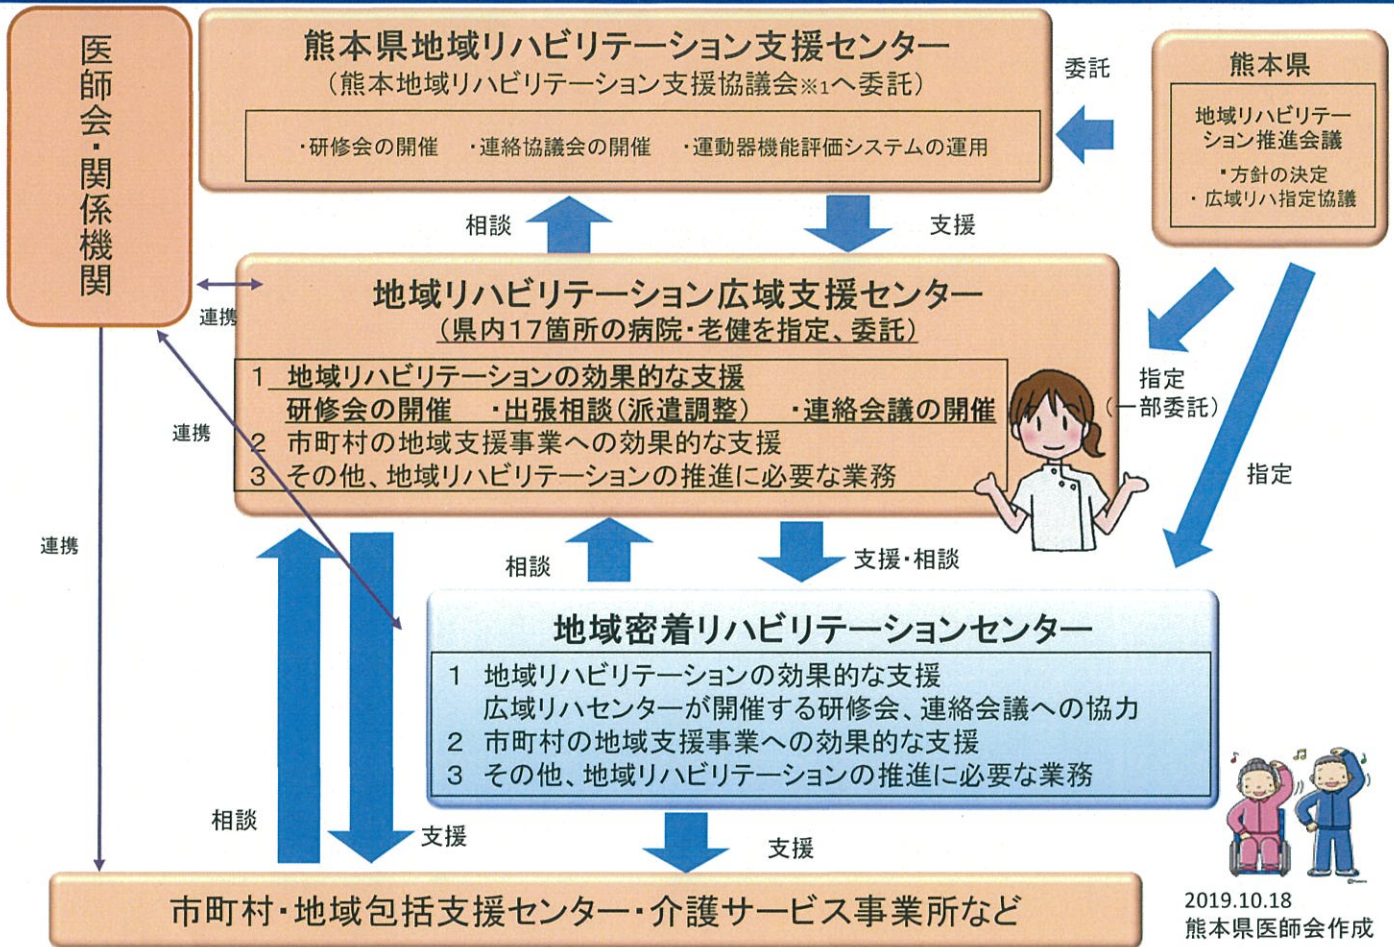 医師会・関係機関
熊本県地域リハビリテーション支援センター
（熊本地域リハビリテーション支援協議会※1へ委託）
・研修会の開催　・連絡協議会の開催　・運動器機能評価システムの運用
委託
熊本県
地域リハビリテー
ション推進会議
・方針の決定
・広域リハ指定協議
相談
支援
連携
地域リハビリテーション広域支援センター
（県内17箇所の病院・老健を指定、委託）
1　地域リハビリテーションの効果的な支援
研修会の開催　・出張相談（派遣調整）　・連絡会議の開催
2　市町村の地域支援事業への効果的な支援
3　その他、地域リハビリテーションの推進に必要な業務
指定
（一部委託）
指定
連携
連携
相談
支援・相談
地域密着リハビリテーションセンター
1　地域リハビリテーションの効果的な支援
広域リハセンターが開催する研修会、連絡会議への協力
2　市町村の地域支援事業への効果的な支援
3　その他、地域リハビリテーションの推進に必要な業務
相談
支援
支援
市町村・地域包括支援センター・介護サービス事業所など
2019.10.18
熊本県医師会作成